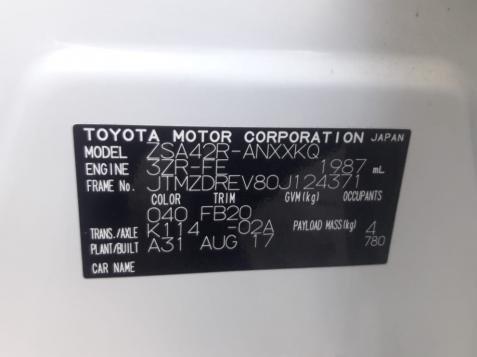 TOYOTA MOTOR CORPORATION JAPAN
MODEL ZSA42R-ANXXKQ
ENGINE 3ZR-FE 1987 mL
FRAME No. JTMZDREV80J124371
COLOR TRIM GVM(kg) OCCUPANTS
040 FB20
TRANS./AXLE K114 -02A PAYLOAD MASS(kg) 4
PLANT/BUILT A31 AUG 17 780
CAR NAME